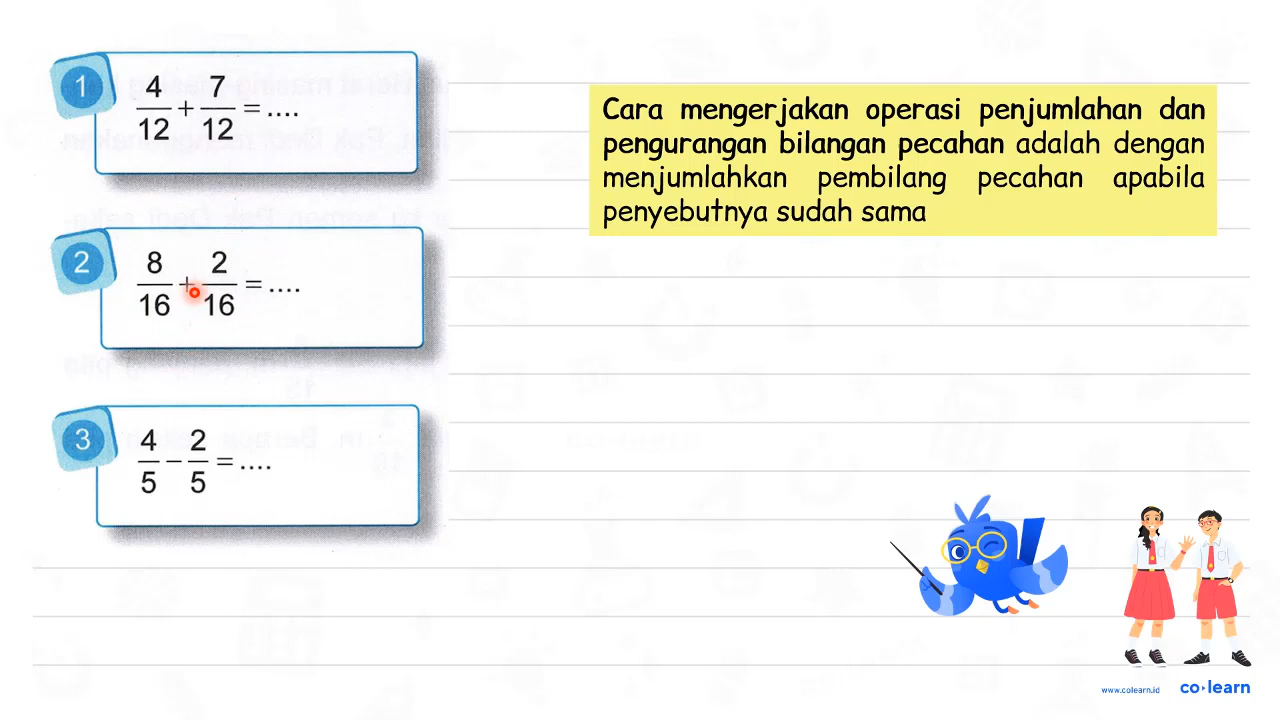 1
4/12 + 7/12 = ....
2
8/16 + 2/16 = ....
3
4/5 − 2/5 = ....
Cara mengerjakan operasi penjumlahan dan
pengurangan bilangan pecahan adalah dengan
menjumlahkan pembilang pecahan apabila
penyebutnya sudah sama
www.colearn.id
co learn